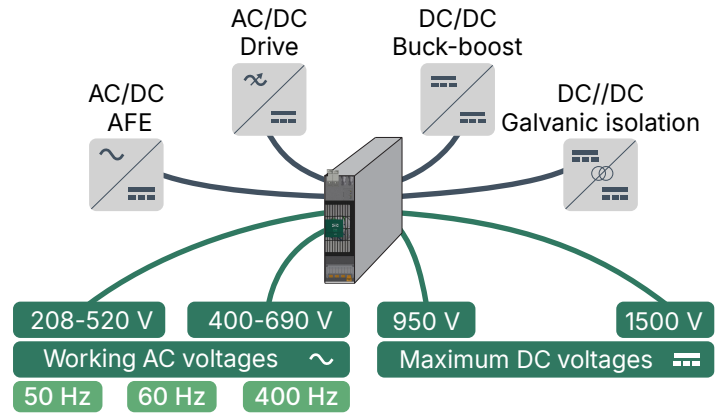 AC/DC
Drive
DC/DC
Buck-boost
AC/DC
AFE
DC//DC
Galvanic isolation
208-520 V
400-690 V
950 V
1500 V
Working AC voltages
Maximum DC voltages
50 Hz
60 Hz
400 Hz